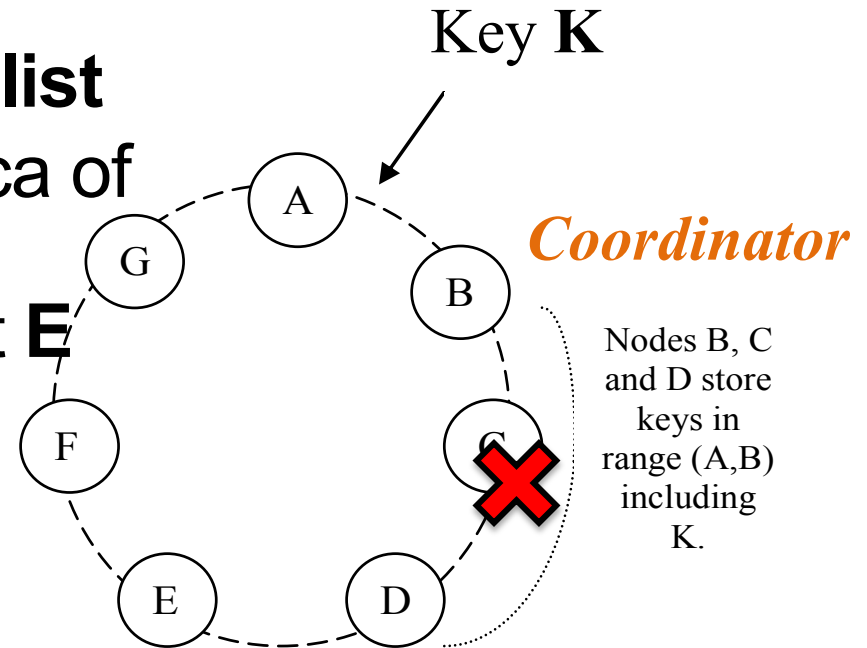 Key K
list
ca of
t E
Coordinator
A
G
B
Nodes B, C
and D store
keys in
range (A,B)
including
K.
F
C
E
D